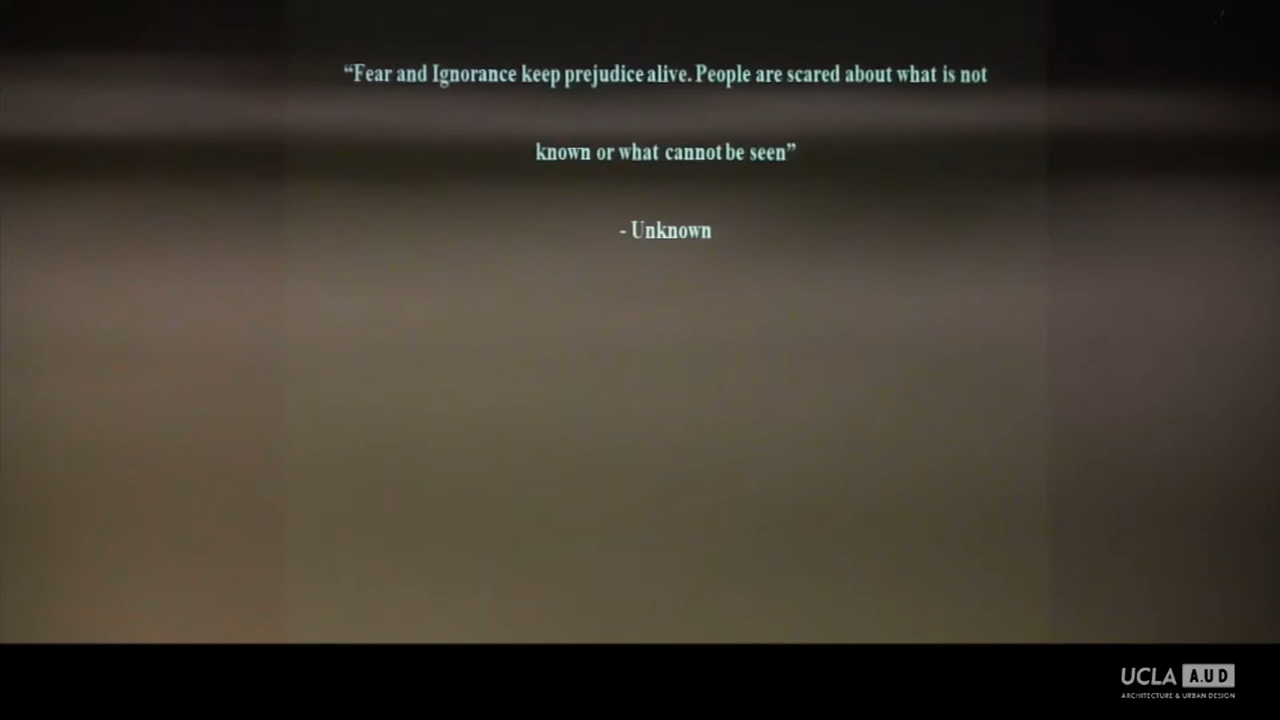 “Fear and Ignorance keep prejudice alive. People are scared about what is not
known or what cannot be seen”
- Unknown
UCLA A.UD
ARCHITECTURE & URBAN DESIGN